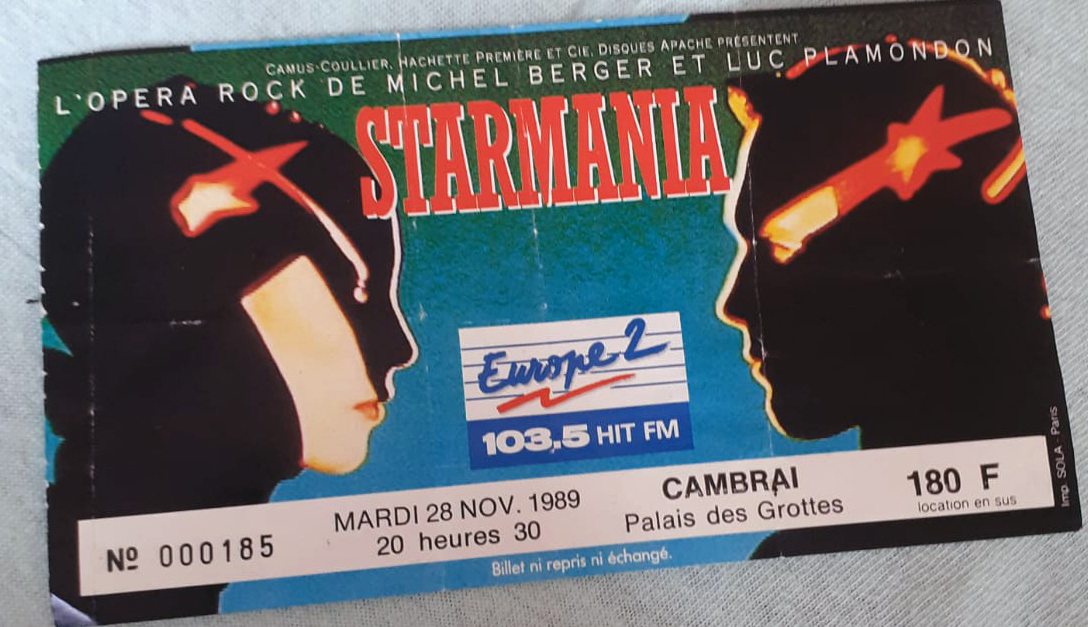 CAMUS-COULLIER, HACHETTE PREMIÈRE ET CIE, DISQUES APACHE PRÉSENTENT
L'OPERA ROCK DE MICHEL BERGER ET LUC PLAMONDON
STARMANIA
Europe 2
103.5 HIT FM
Nº 000185
MARDI 28 NOV. 1989
20 heures 30
CAMBRAI
Palais des Grottes
180 F
location en sus
Billet ni repris ni échangé.
Imp. SOLA - Paris